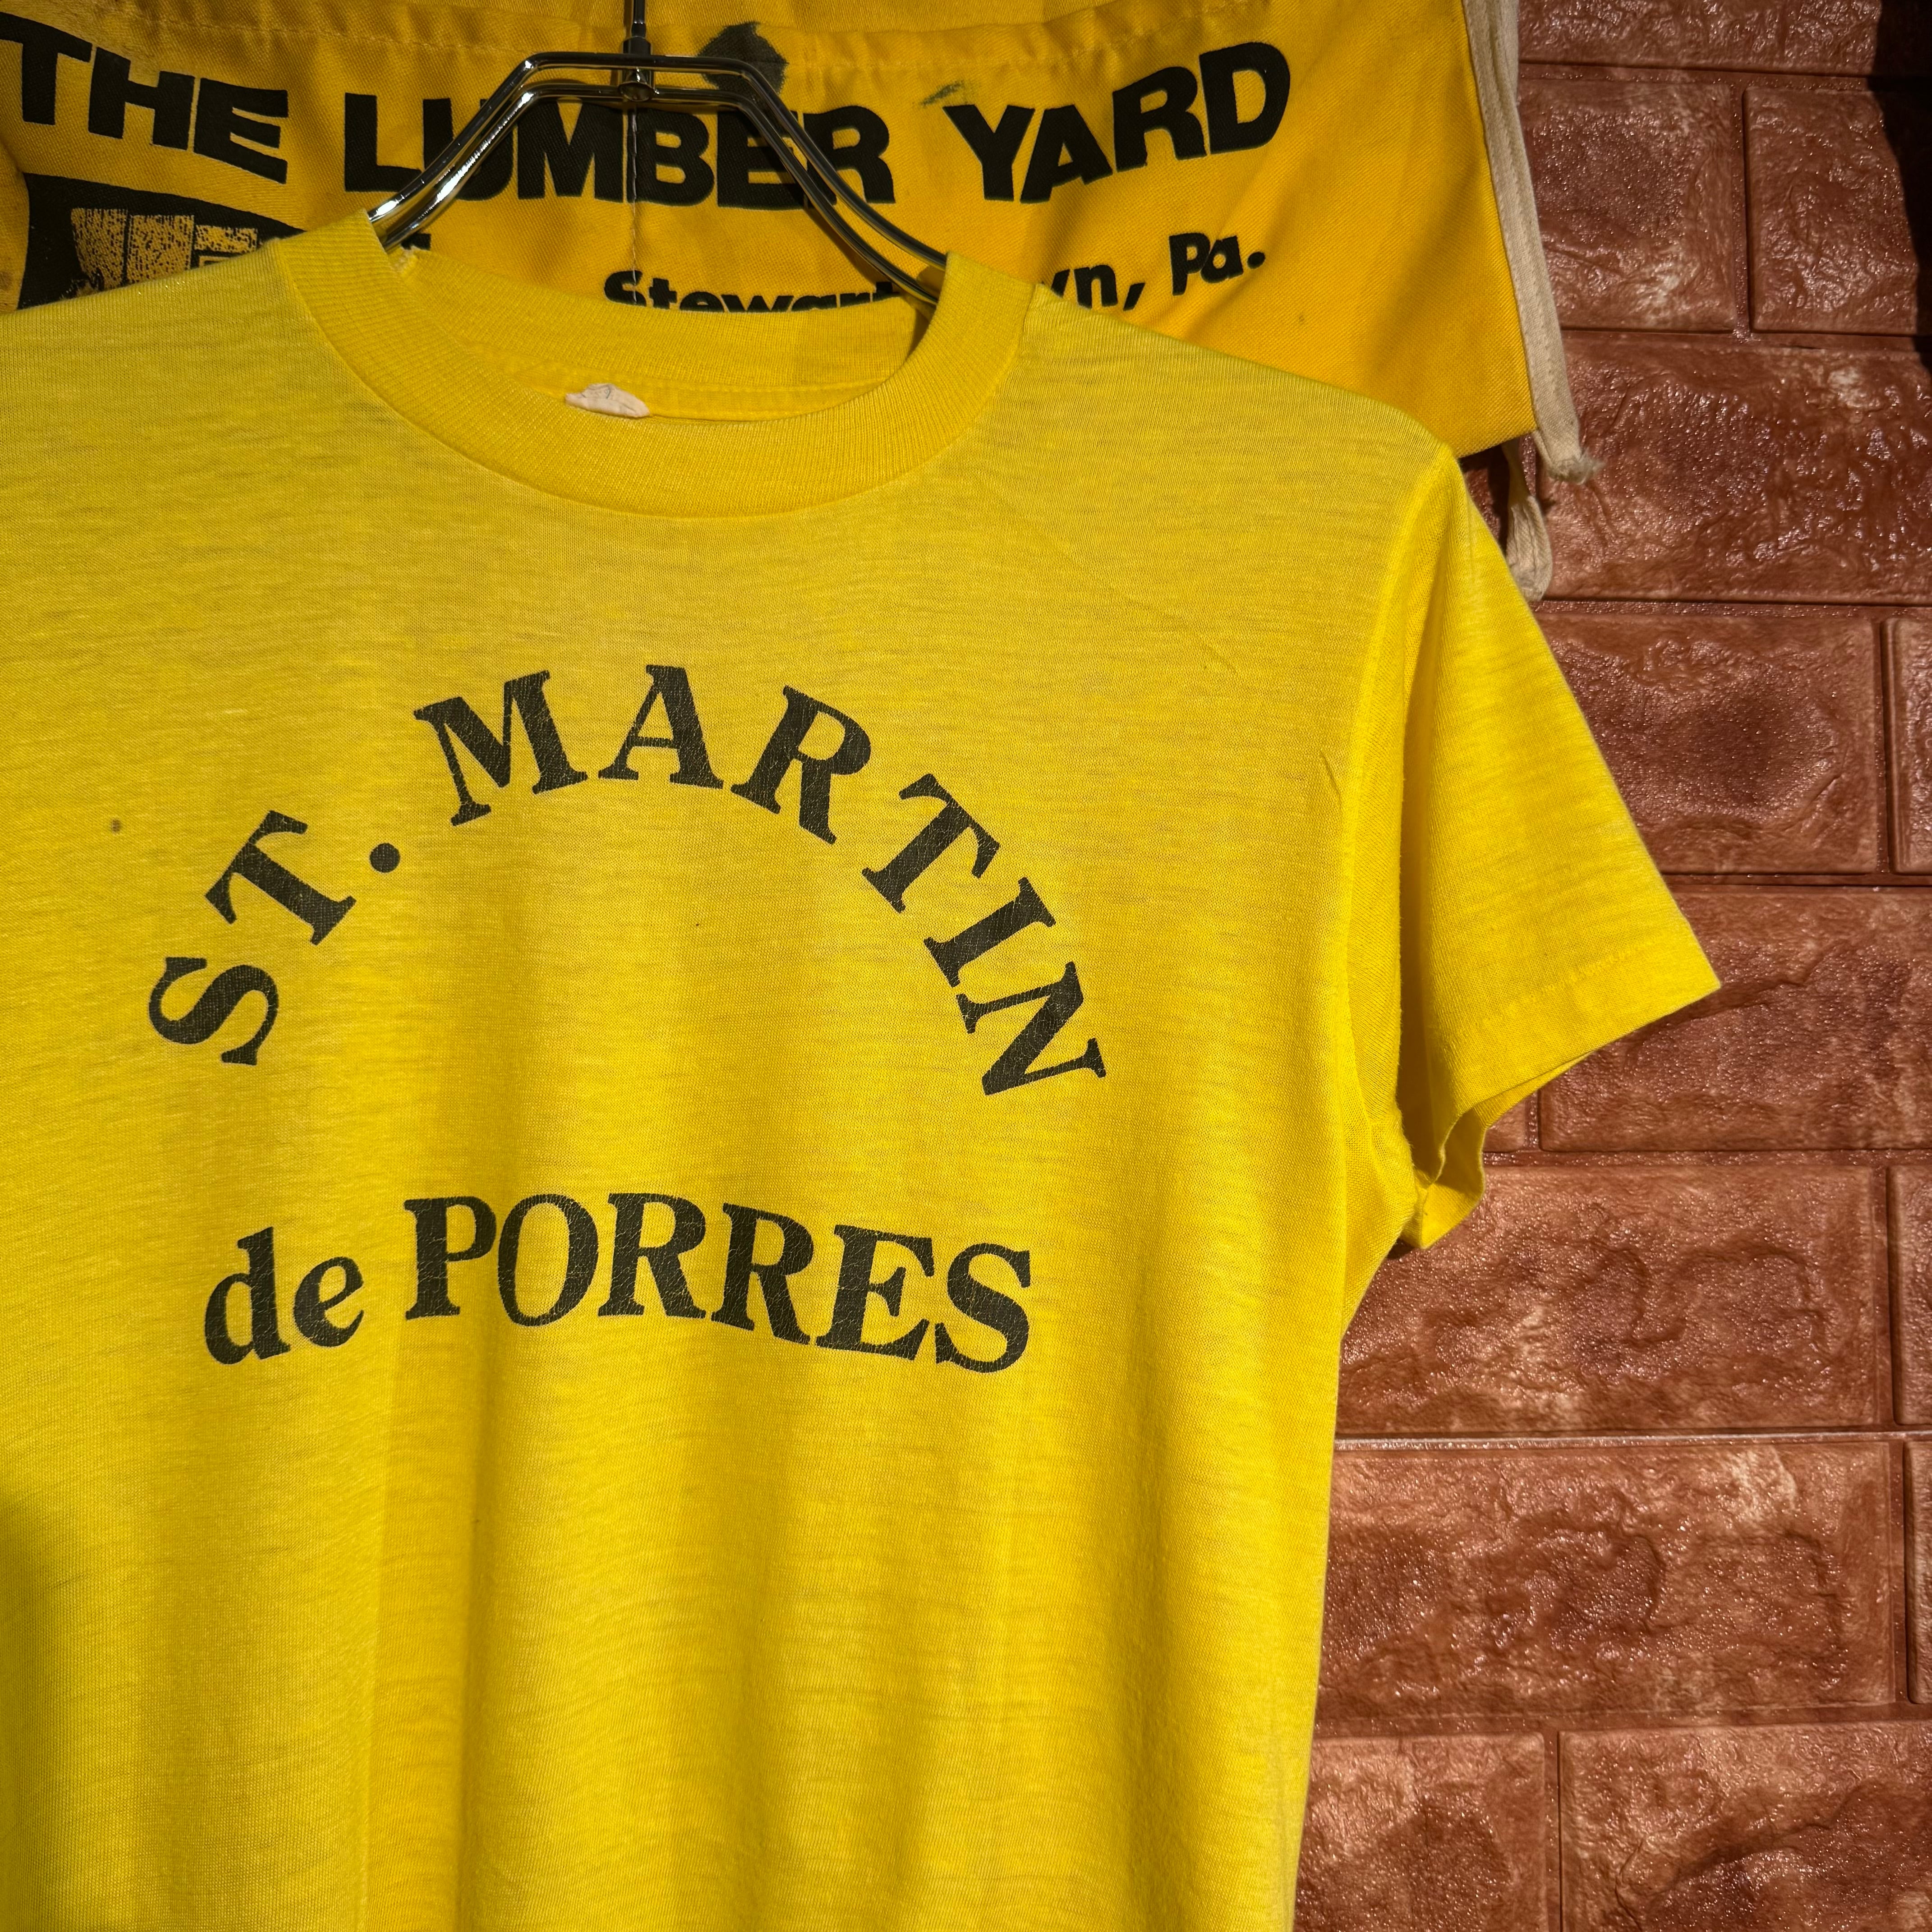 THE LUMBER YARD
Pa.
ST. MARTIN
de PORRES